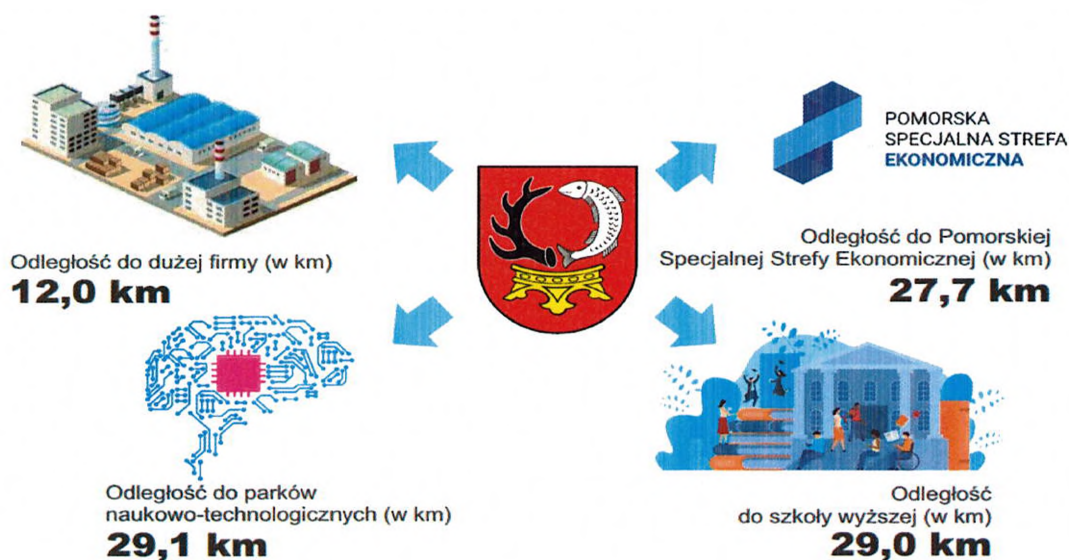 POMORSKA
SPECJALNA STREFA
EKONOMICZNA
Odległość do dużej firmy (w km)
12,0 km
Odległość do Pomorskiej
Specjalnej Strefy Ekonomicznej (w km)
27,7 km
Odległość do parków
naukowo-technologicznych (w km)
29,1 km
Odległość
do szkoły wyższej (w km)
29,0 km